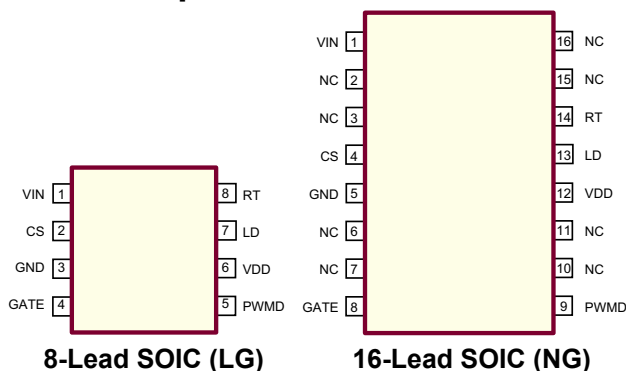 VIN 1
CS 2
GND 3
GATE 4
8 RT
7 LD
6 VDD
5 PWMD
8-Lead SOIC (LG)
VIN 1
NC 2
NC 3
CS 4
GND 5
NC 6
NC 7
GATE 8
16 NC
15 NC
14 RT
13 LD
12 VDD
11 NC
10 NC
9 PWMD
16-Lead SOIC (NG)